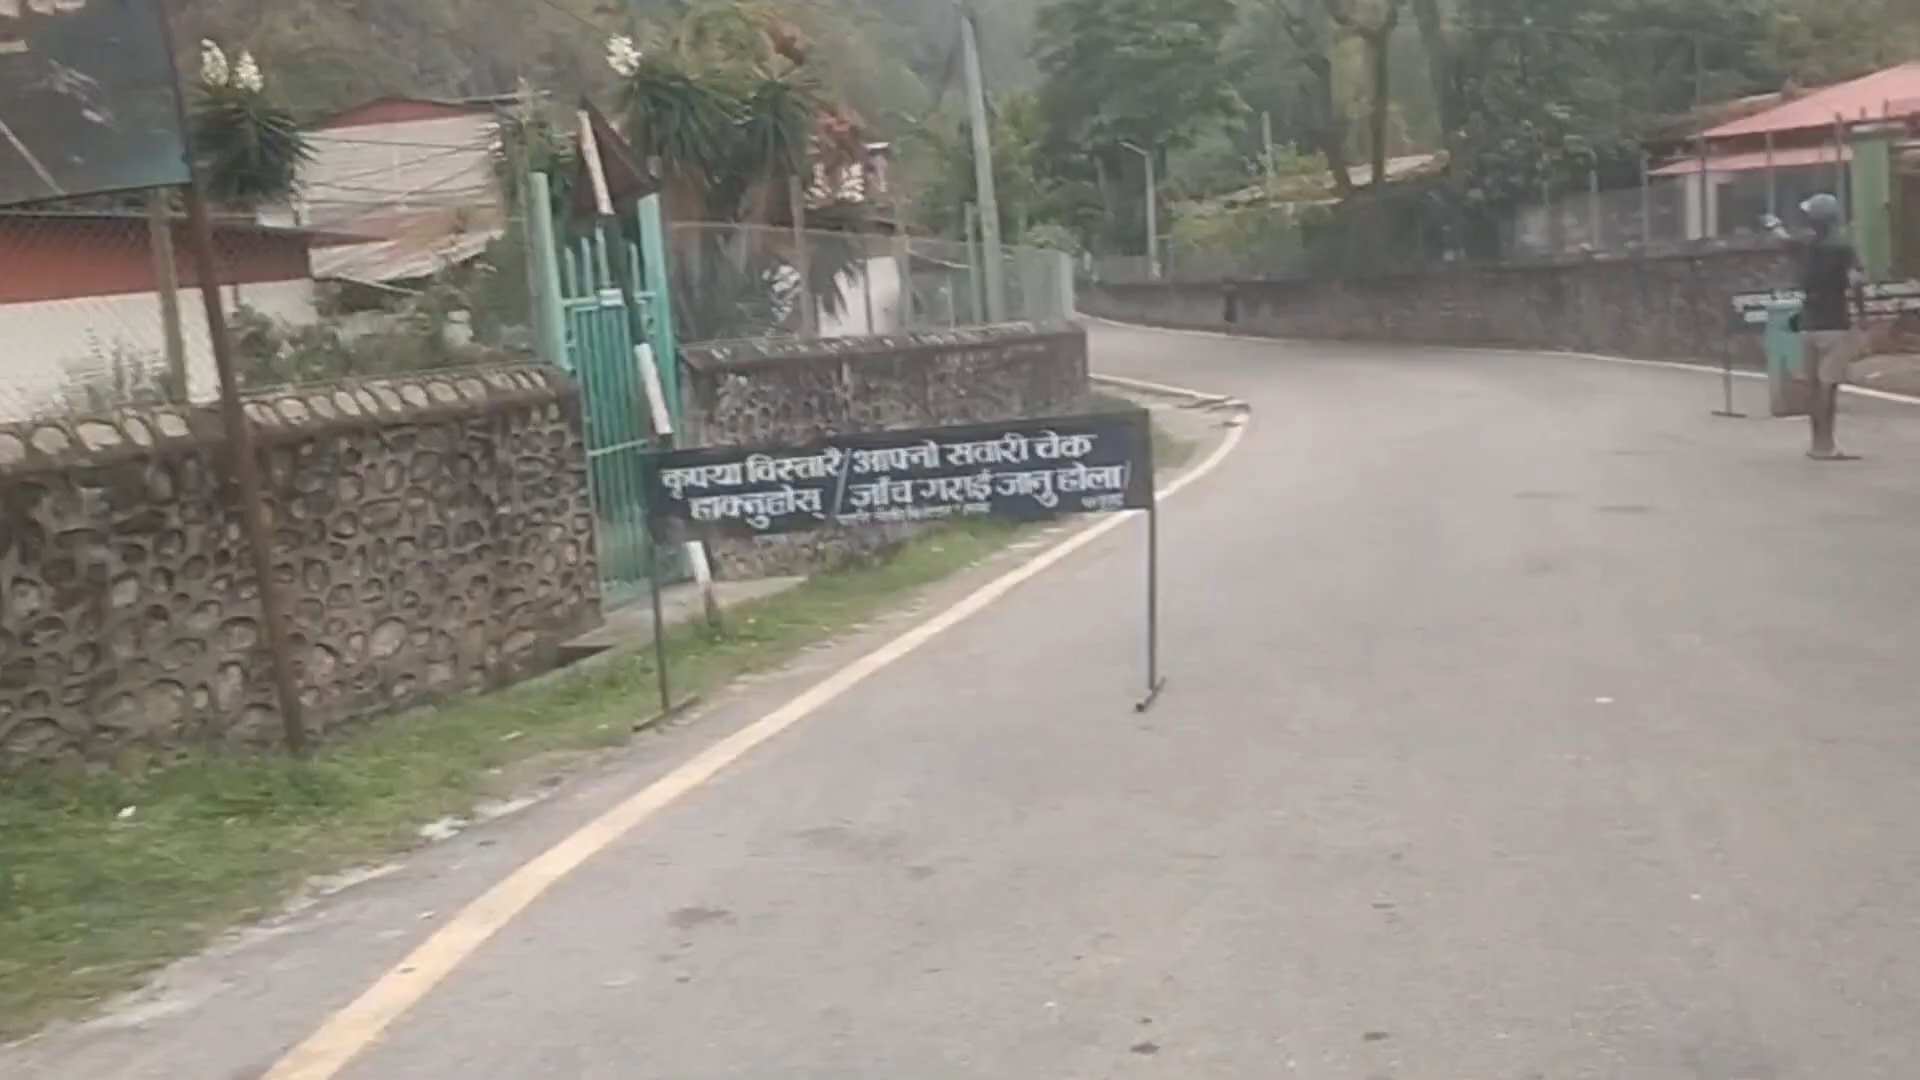 कृपया विस्तारै/आफ्नो सवारी चेक
हाक्नुहोस्/जाँच गराई जानु होला/